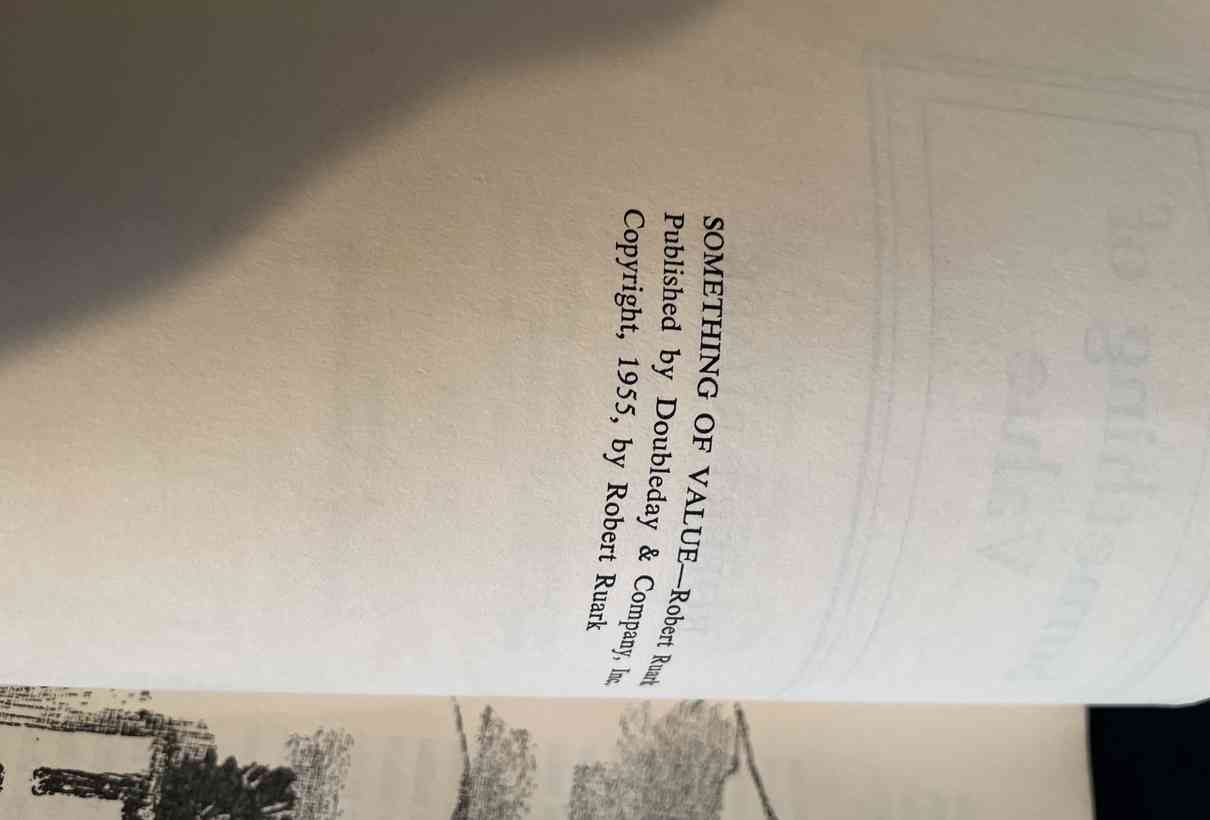 SOMETHING OF VALUE—Robert Ruark
Published by Doubleday & Company, Inc.
Copyright, 1955, by Robert Ruark